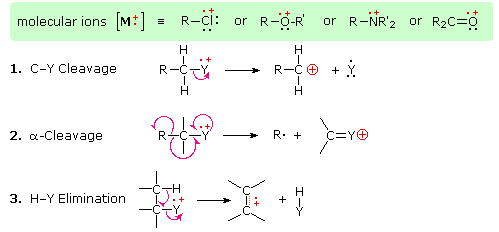 molecular ions [M⁺•] ≡ R–Cl or R–O–R' or R–NR'₂ or R₂C=O
1. C–Y Cleavage
H
R–C–Y
H
H
R–C⊕
H
+ Y
2. α-Cleavage
R–C–Y
R• + C=Y⊕
3. H–Y Elimination
C–H
C–Y
C
C
+
H
Y